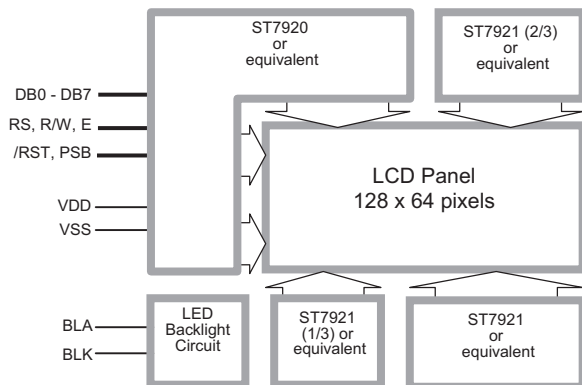 ST7920
or
equivalent
ST7921 (2/3)
or
equivalent
DB0 - DB7
RS, R/W, E
/RST, PSB
VDD
VSS
LCD Panel
128 x 64 pixels
BLA
BLK
LED
Backlight
Circuit
ST7921
(1/3) or
equivalent
ST7921
or
equivalent